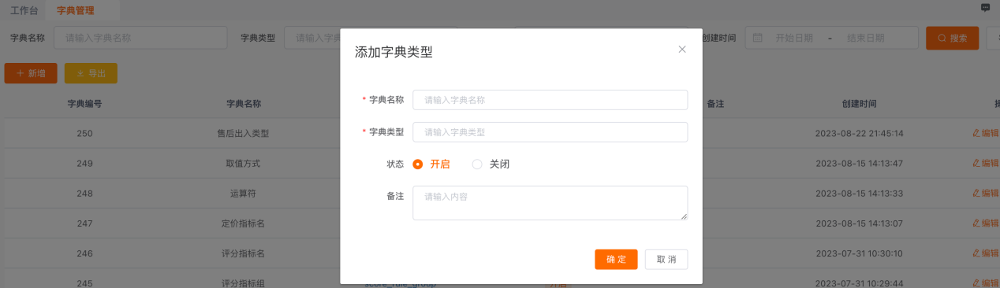 工作台 字典管理
字典名称 请输入字典名称 字典类型 请输入字典 创建时间 开始日期 - 结束日期 搜索
添加字典类型
+ 新增 导出
* 字典名称 请输入字典名称
* 字典类型 请输入字典类型
状态 开启 关闭
备注 请输入内容
确 定 取 消
字典编号 字典名称 备注 创建时间
250 售后出入类型 2023-08-22 21:45:14 编辑
249 取值方式 2023-08-15 14:13:47 编辑
248 运算符 2023-08-15 14:13:33 编辑
247 定价指标名 2023-08-15 14:13:07 编辑
246 评分指标名 2023-07-31 10:30:10 编辑
245 评分指标组 score_rule_group 开启 2023-07-31 10:29:44 编辑